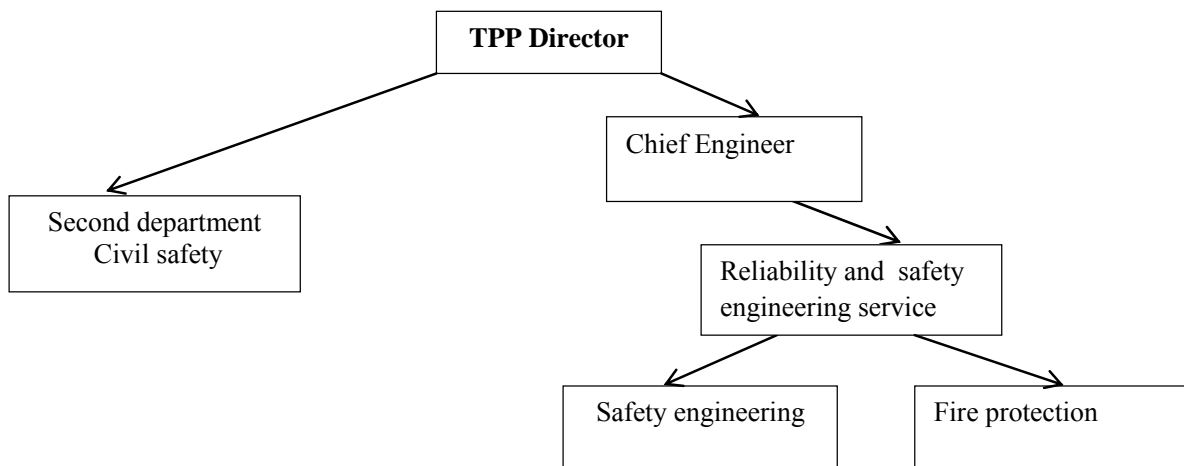 TPP Director
Chief Engineer
Second department
Civil safety
Reliability and safety
engineering service
Safety engineering
Fire protection